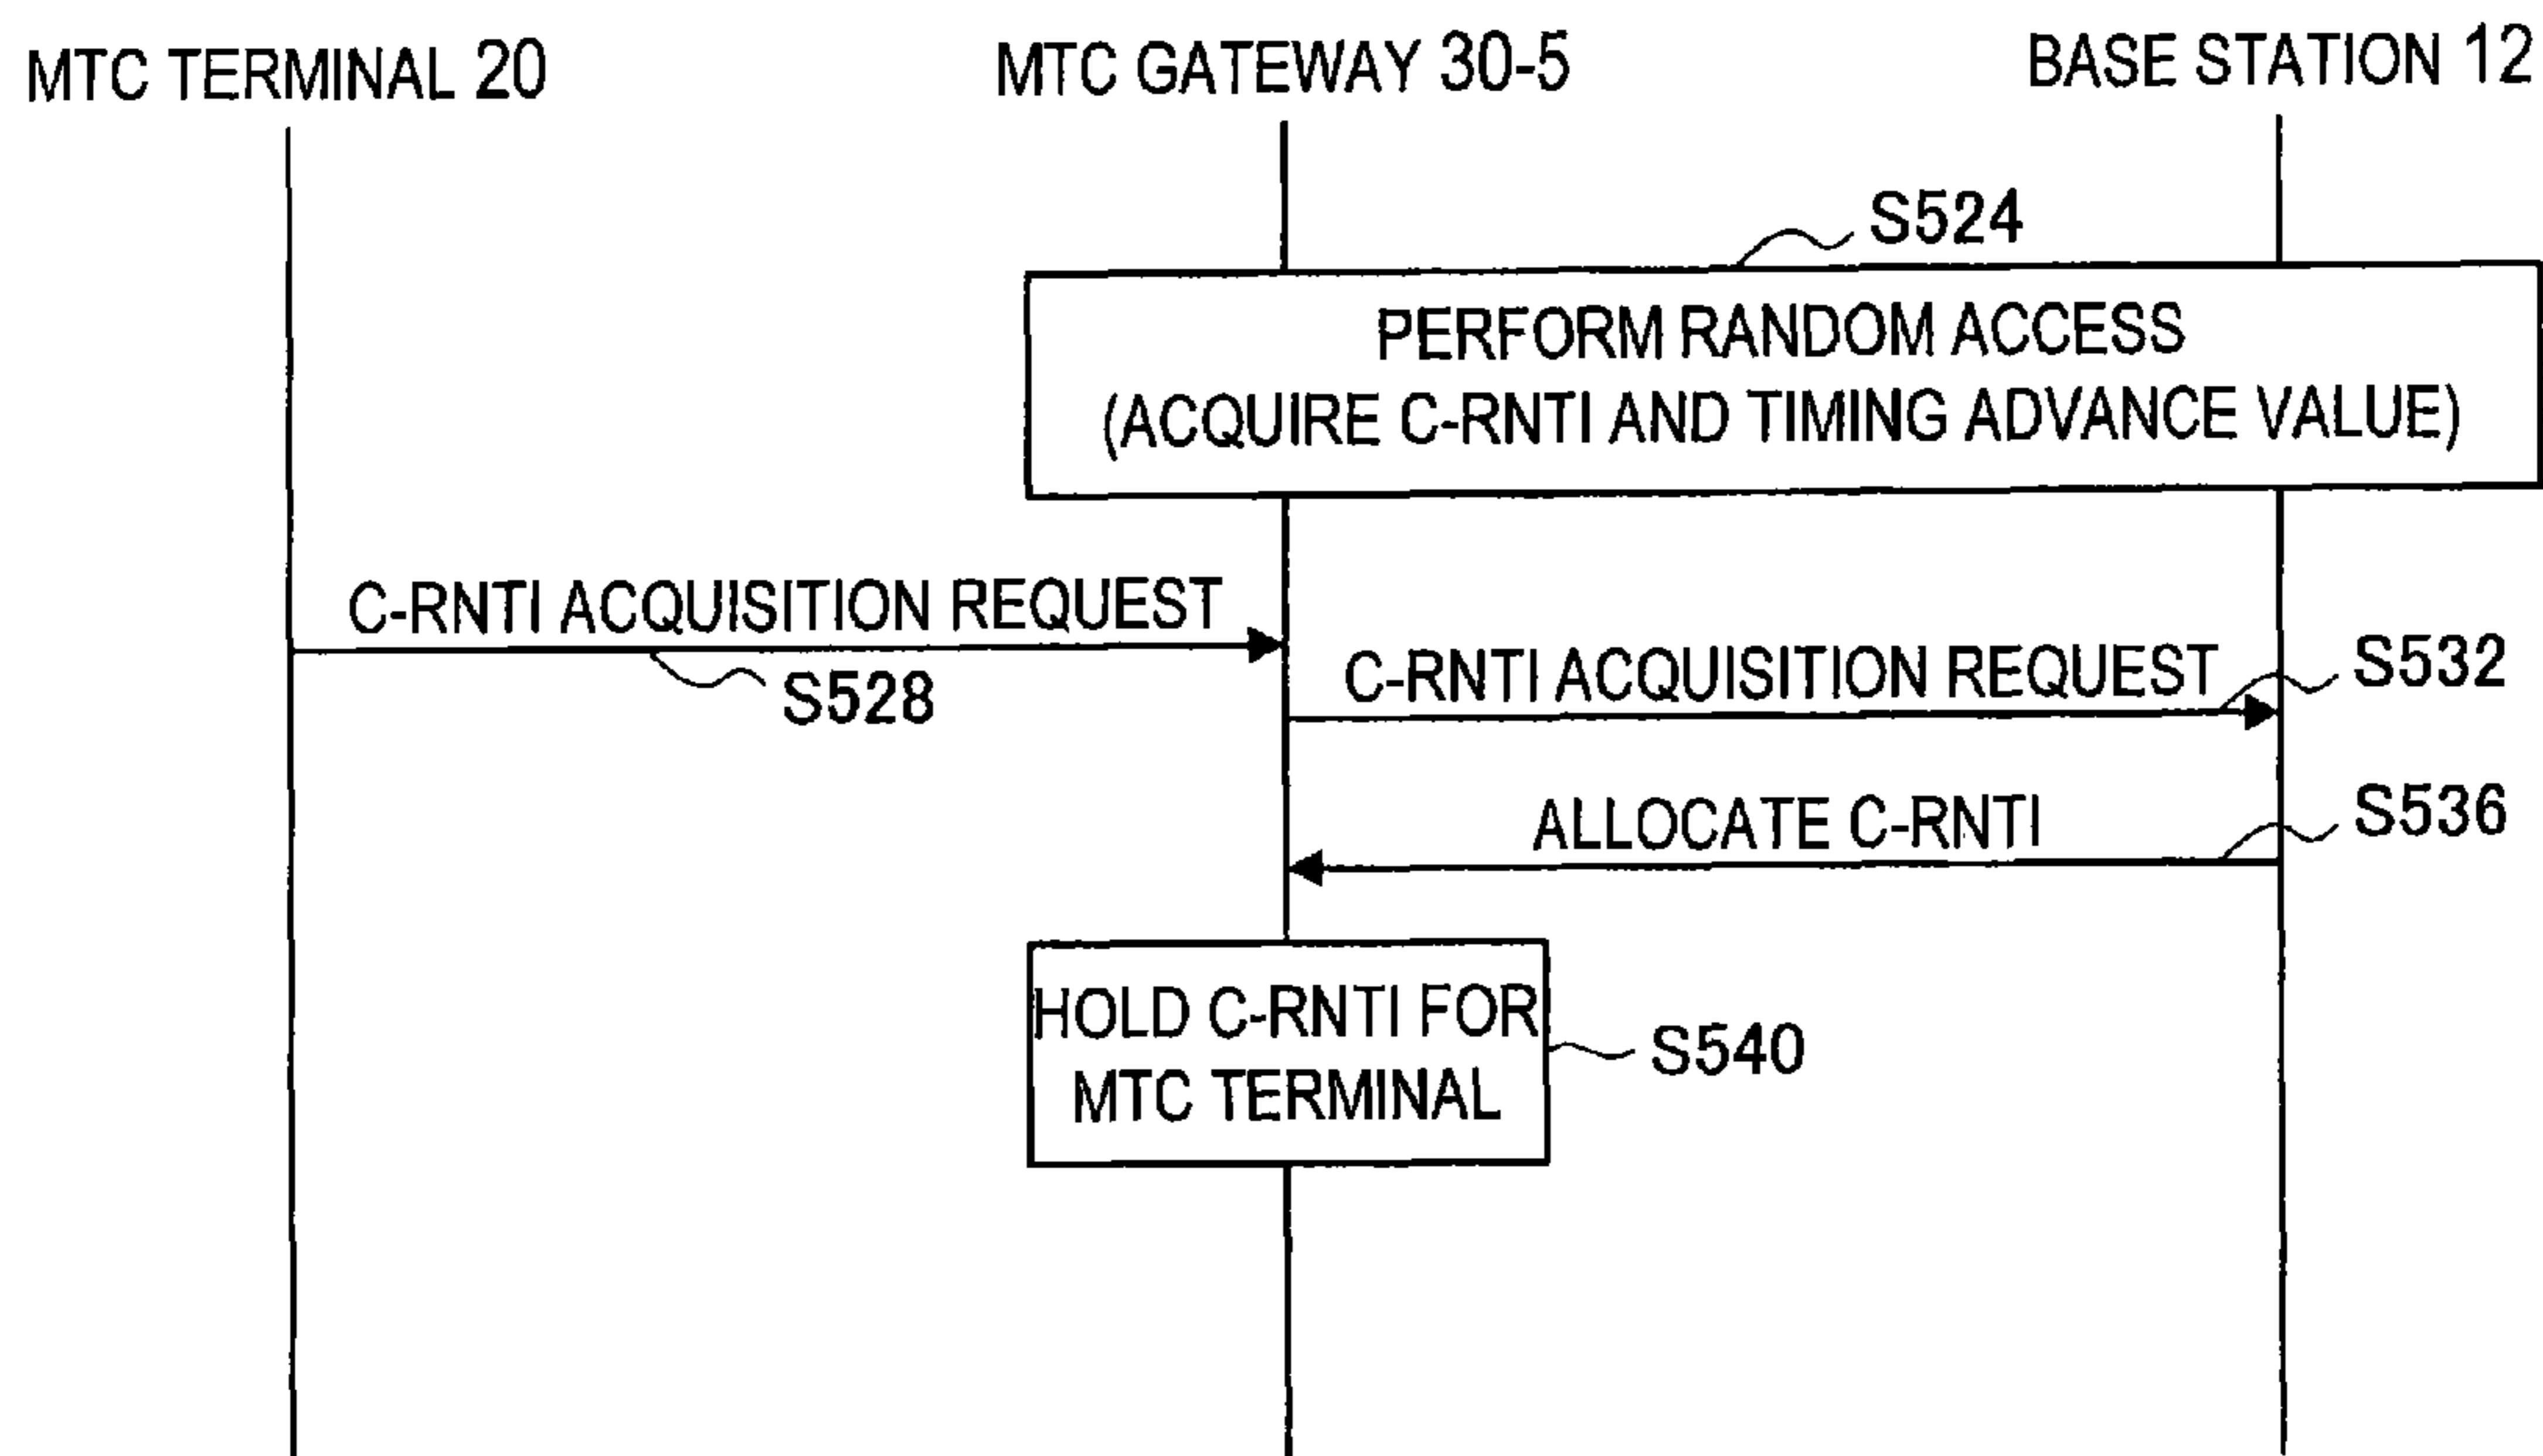 MTC TERMINAL 20
MTC GATEWAY 30-5
BASE STATION 12
S524
PERFORM RANDOM ACCESS
(ACQUIRE C-RNTI AND TIMING ADVANCE VALUE)
C-RNTI ACQUISITION REQUEST
S528
C-RNTI ACQUISITION REQUEST
S532
ALLOCATE C-RNTI
S536
HOLD C-RNTI FOR
MTC TERMINAL
S540